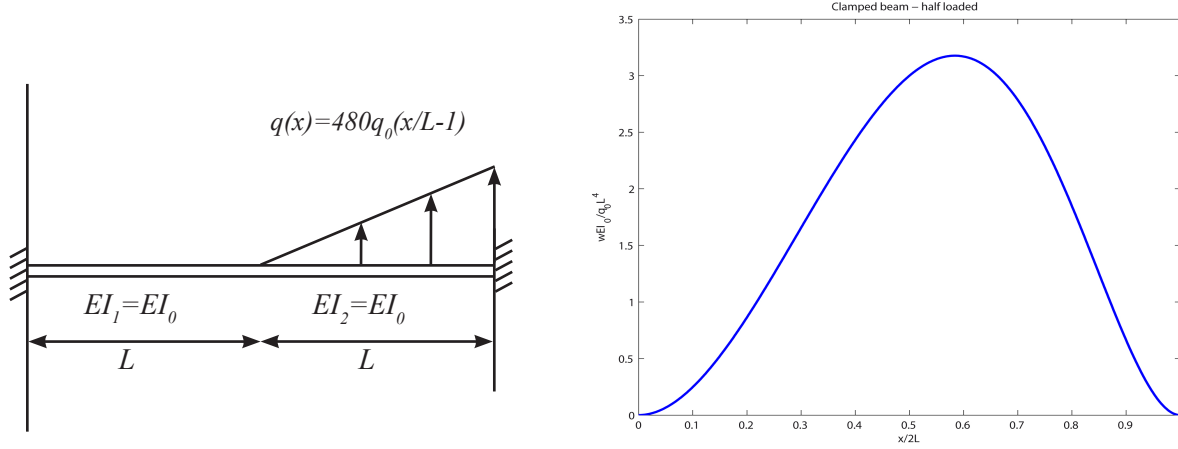 q(x)=480q₀(x/L-1)
EI₁=EI₀
EI₂=EI₀
L
L
Clamped beam – half loaded
3.5
3
2.5
2
1.5
1
0.5
0
wEI₀/q₀L⁴
0 0.1 0.2 0.3 0.4 0.5 0.6 0.7 0.8 0.9
x/2L